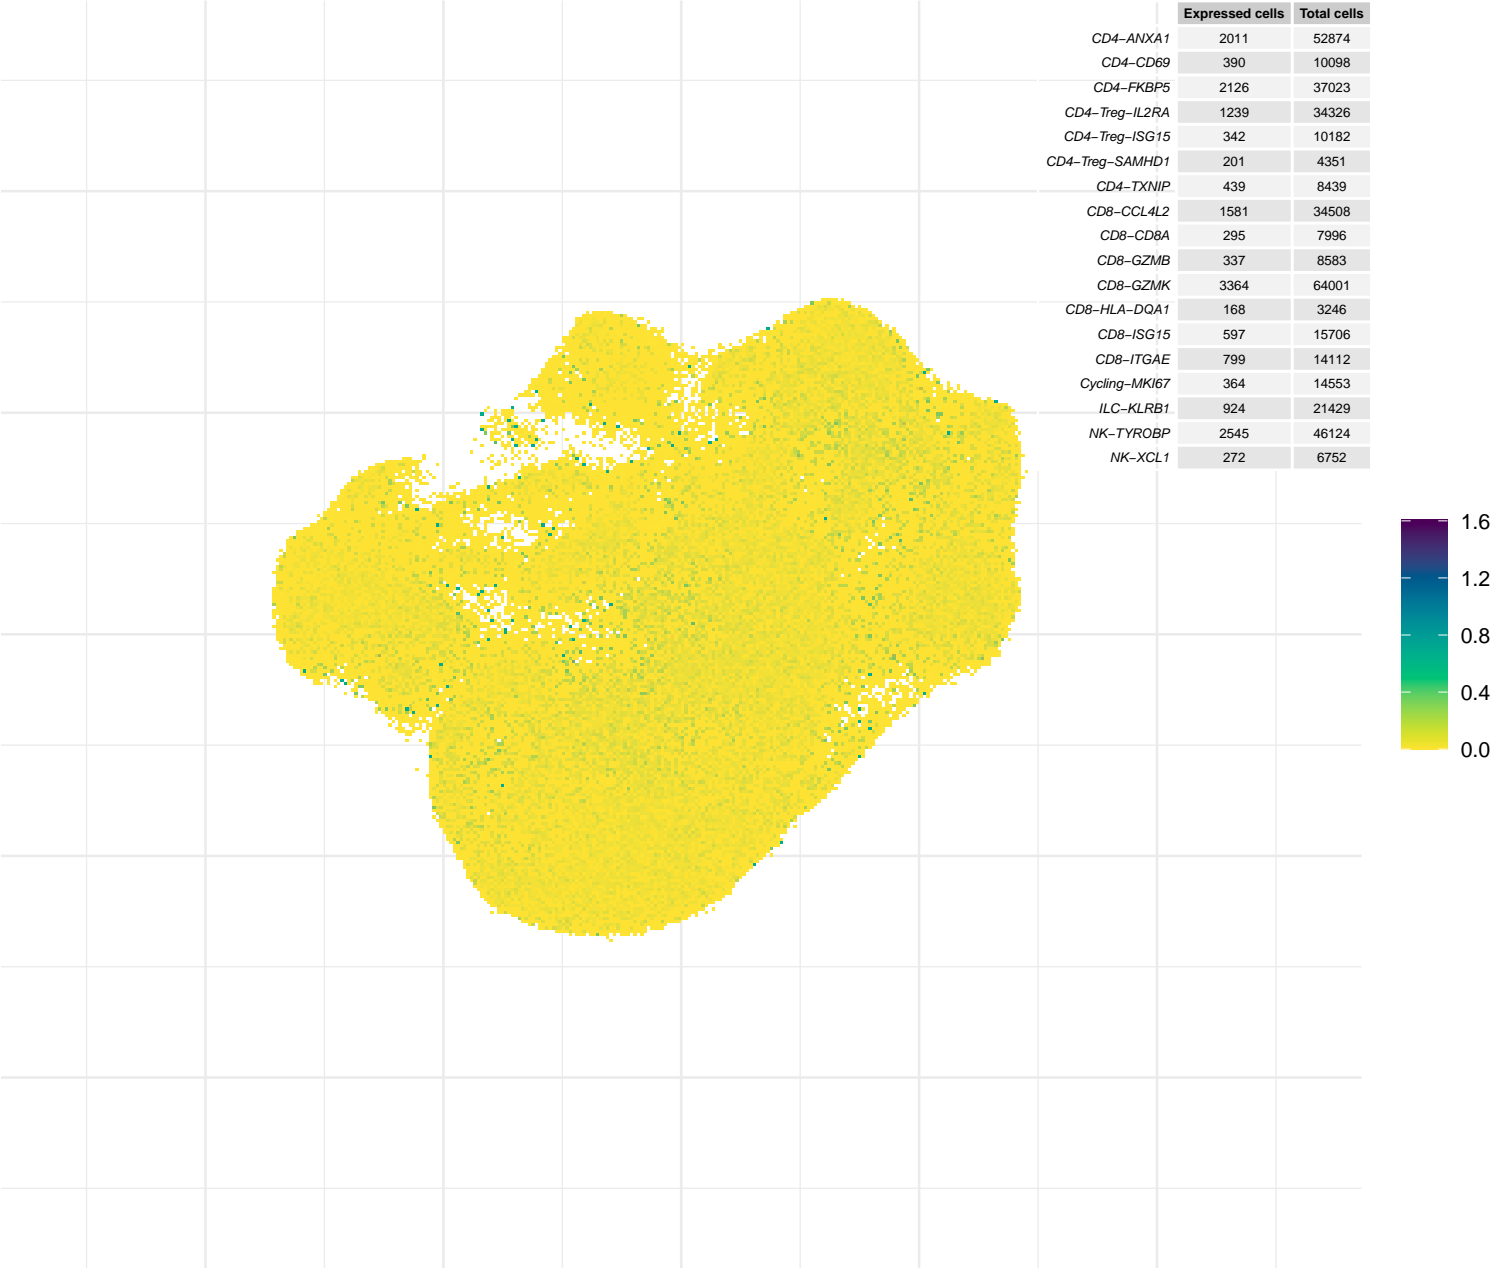 Expressed cells Total cells
CD4−ANXA1 2011 52874
CD4−CD69 390 10098
CD4−FKBP5 2126 37023
CD4−Treg−IL2RA 1239 34326
CD4−Treg−ISG15 342 10182
CD4−Treg−SAMHD1 201 4351
CD4−TXNIP 439 8439
CD8−CCL4L2 1581 34508
CD8−CD8A 295 7996
CD8−GZMB 337 8583
CD8−GZMK 3364 64001
CD8−HLA−DQA1 168 3246
CD8−ISG15 597 15706
CD8−ITGAE 799 14112
Cycling−MKI67 364 14553
ILC−KLRB1 924 21429
NK−TYROBP 2545 46124
NK−XCL1 272 6752
1.6
1.2
0.8
0.4
0.0